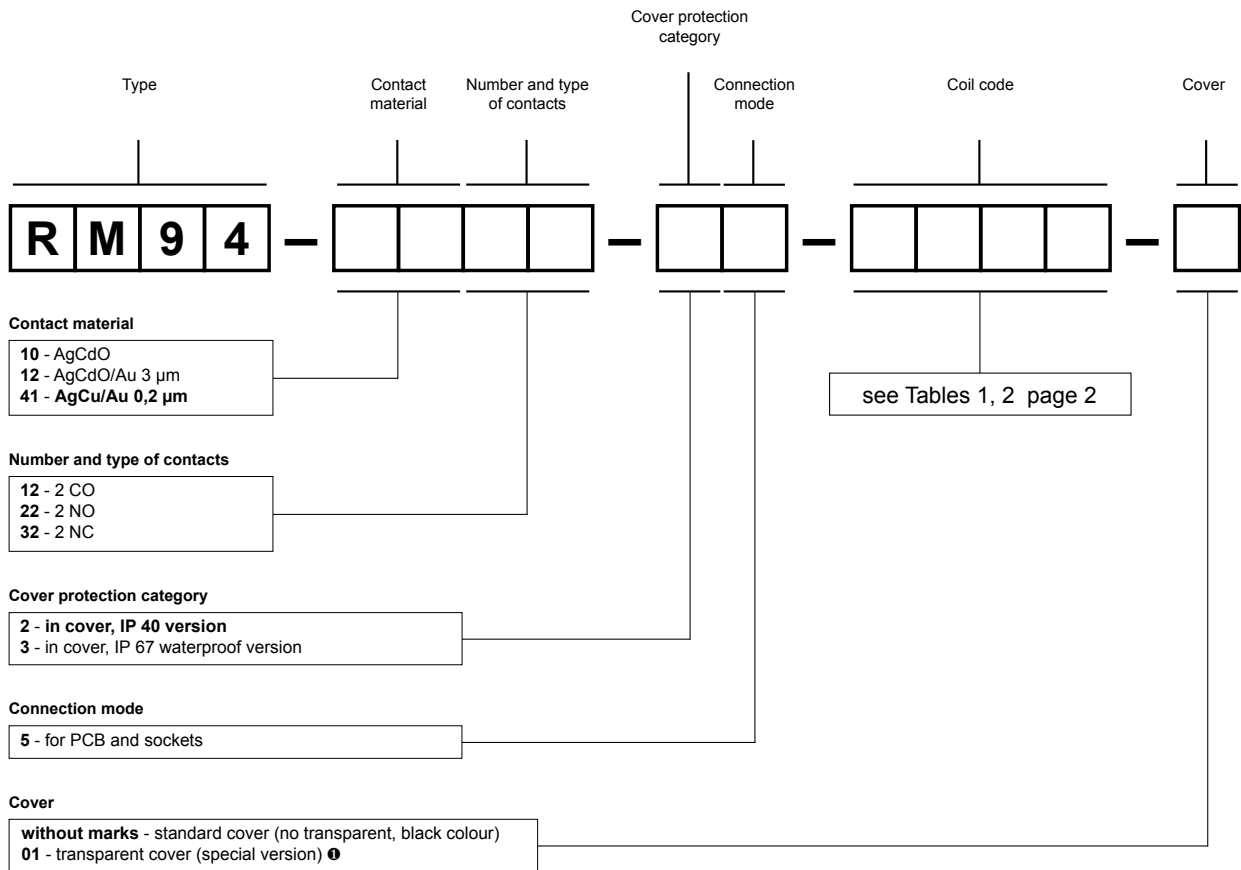 Cover protection
category
Type
Contact
material
Number and type
of contacts
Connection
mode
Coil code
Cover
RM94 – – – –
Contact material
10 - AgCdO
12 - AgCdO/Au 3 µm
41 - AgCu/Au 0,2 µm
see Tables 1, 2 page 2
Number and type of contacts
12 - 2 CO
22 - 2 NO
32 - 2 NC
Cover protection category
2 - in cover, IP 40 version
3 - in cover, IP 67 waterproof version
Connection mode
5 - for PCB and sockets
Cover
without marks - standard cover (no transparent, black colour)
01 - transparent cover (special version) ❶